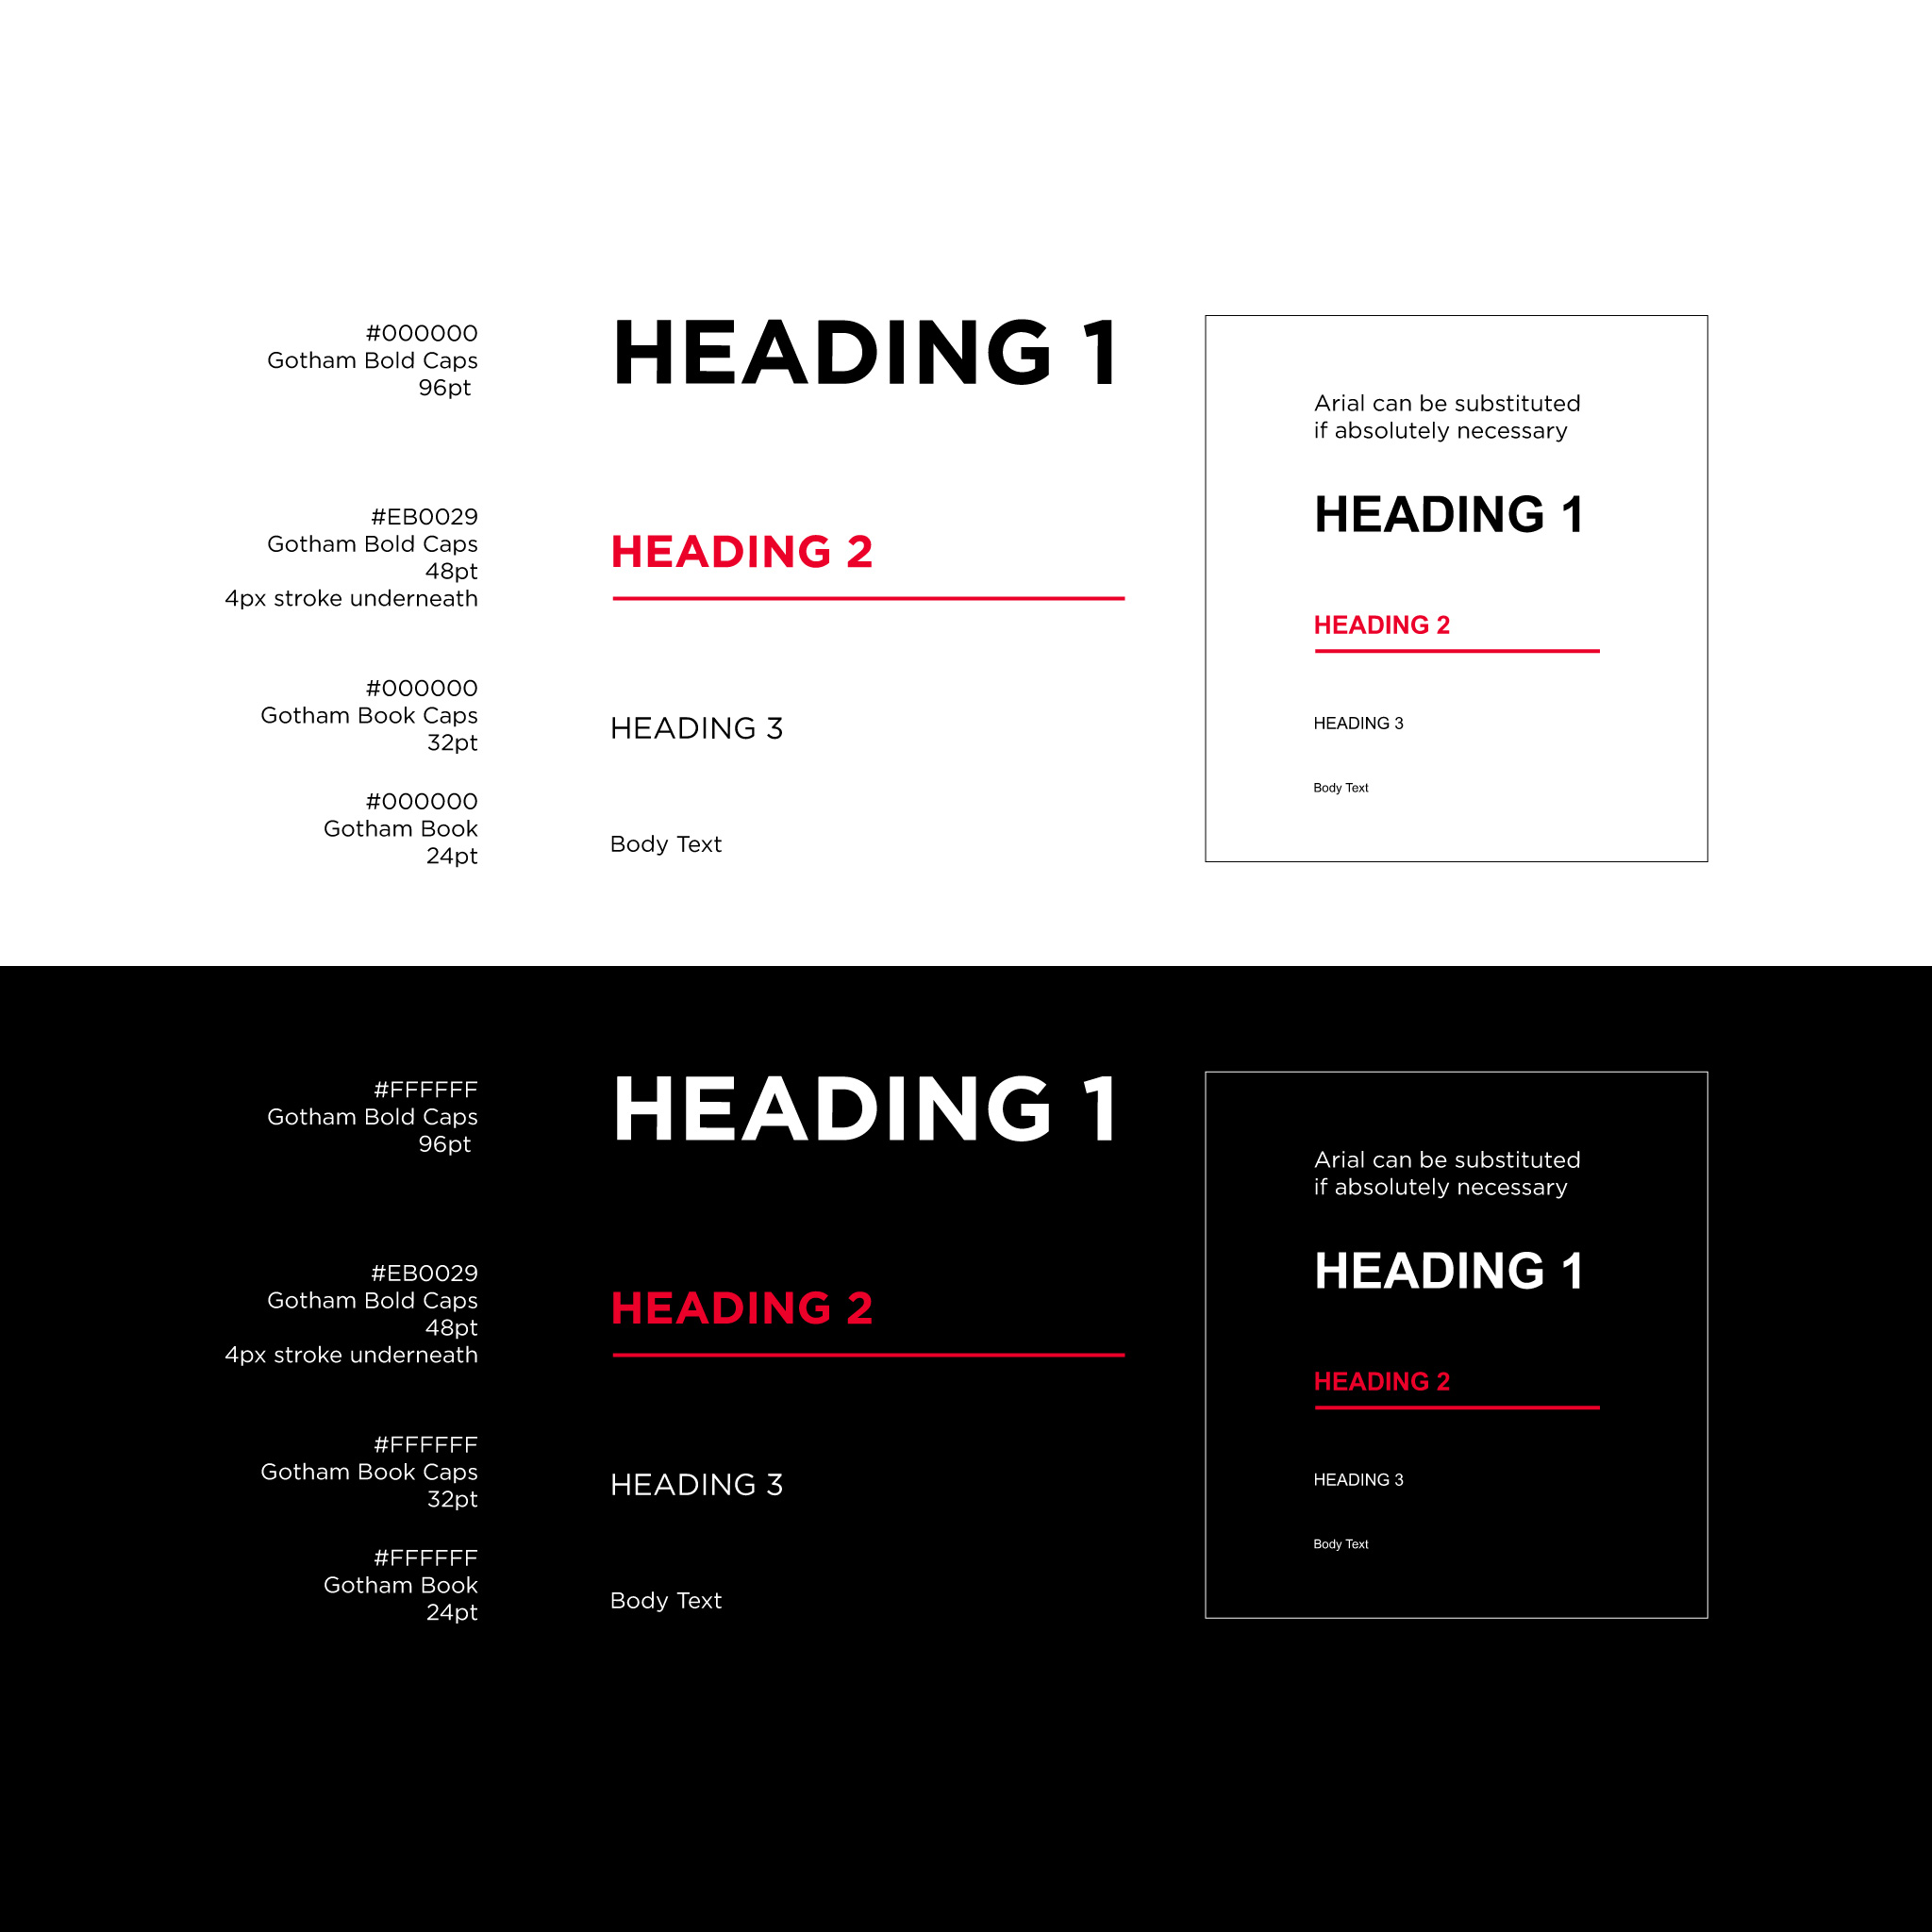 #000000
Gotham Bold Caps
96pt
HEADING 1
#EB0029
Gotham Bold Caps
48pt
4px stroke underneath
HEADING 2
#000000
Gotham Book Caps
32pt
HEADING 3
#000000
Gotham Book
24pt
Body Text
Arial can be substituted
if absolutely necessary
HEADING 1
HEADING 2
HEADING 3
Body Text
#FFFFFF
Gotham Bold Caps
96pt
HEADING 1
#EB0029
Gotham Bold Caps
48pt
4px stroke underneath
HEADING 2
#FFFFFF
Gotham Book Caps
32pt
HEADING 3
#FFFFFF
Gotham Book
24pt
Body Text
Arial can be substituted
if absolutely necessary
HEADING 1
HEADING 2
HEADING 3
Body Text